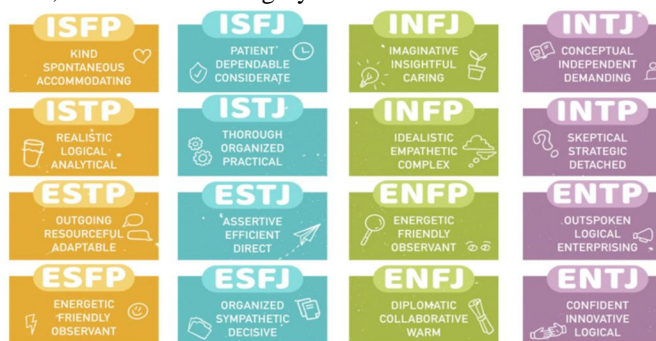 ISFP
KIND
SPONTANEOUS
ACCOMMODATING
ISFJ
PATIENT
DEPENDABLE
CONSIDERATE
INFJ
IMAGINATIVE
INSIGHTFUL
CARING
INTJ
CONCEPTUAL
INDEPENDENT
DEMANDING
ISTP
REALISTIC
LOGICAL
ANALYTICAL
ISTJ
THOROUGH
ORGANIZED
PRACTICAL
INFP
IDEALISTIC
EMPATHETIC
COMPLEX
INTP
SKEPTICAL
STRATEGIC
DETACHED
ESTP
OUTGOING
RESOURCEFUL
ADAPTABLE
ESTJ
ASSERTIVE
EFFICIENT
DIRECT
ENFP
ENERGETIC
FRIENDLY
OBSERVANT
ENTP
OUTSPOKEN
LOGICAL
ENTERPRISING
ESFP
ENERGETIC
FRIENDLY
OBSERVANT
ESFJ
ORGANIZED
SYMPATHETIC
DECISIVE
ENFJ
DIPLOMATIC
COLLABORATIVE
WARM
ENTJ
CONFIDENT
INNOVATIVE
LOGICAL